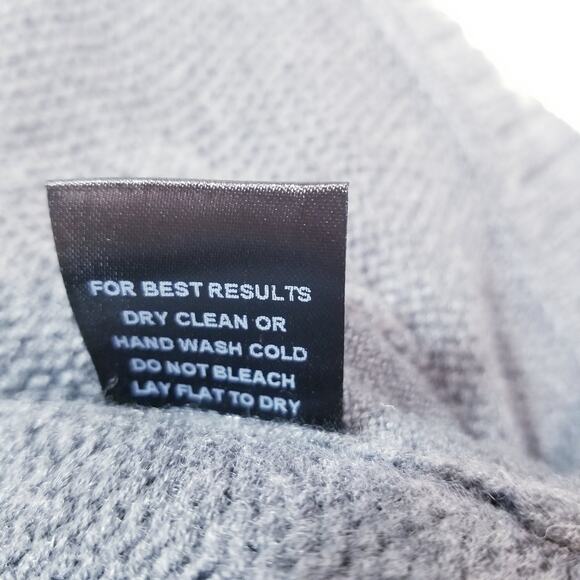 FOR BEST RESULTS
DRY CLEAN OR
HAND WASH COLD
DO NOT BLEACH
LAY FLAT TO DRY